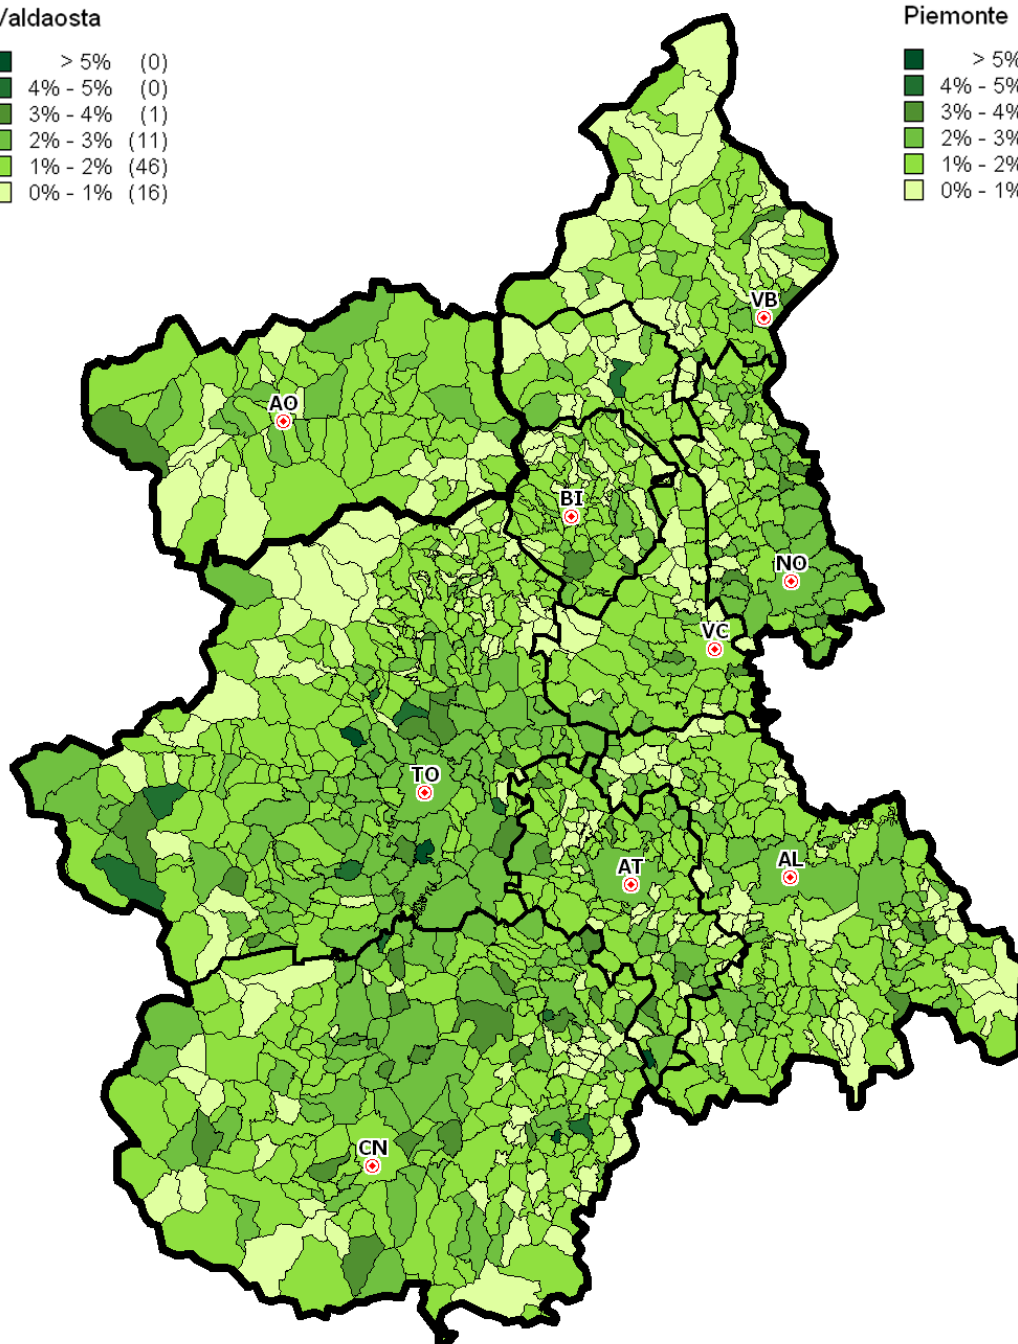 Valdaosta
> 5% (0)
4% - 5% (0)
3% - 4% (1)
2% - 3% (11)
1% - 2% (46)
0% - 1% (16)
Piemonte
> 5%
4% - 5%
3% - 4%
2% - 3%
1% - 2%
0% - 1%
VB
AO
BI
NO
VC
TO
AT
AL
CN